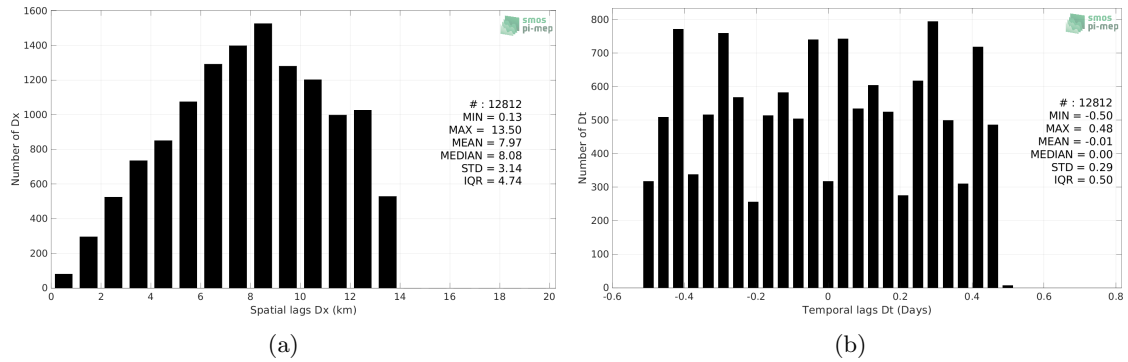 smos
pi-mep
1600
1400
1200
1000
800
600
400
200
0
Number of Dx
# : 12812
MIN = 0.13
MAX = 13.50
MEAN = 7.97
MEDIAN = 8.08
STD = 3.14
IQR = 4.74
0 2 4 6 8 10 12 14 16 18 20
Spatial lags Dx (km)
(a)
smos
pi-mep
800
700
600
500
400
300
200
100
0
Number of Dt
# : 12812
MIN = -0.50
MAX = 0.48
MEAN = -0.01
MEDIAN = 0.00
STD = 0.29
IQR = 0.50
-0.6 -0.4 -0.2 0 0.2 0.4 0.6 0.8
Temporal lags Dt (Days)
(b)